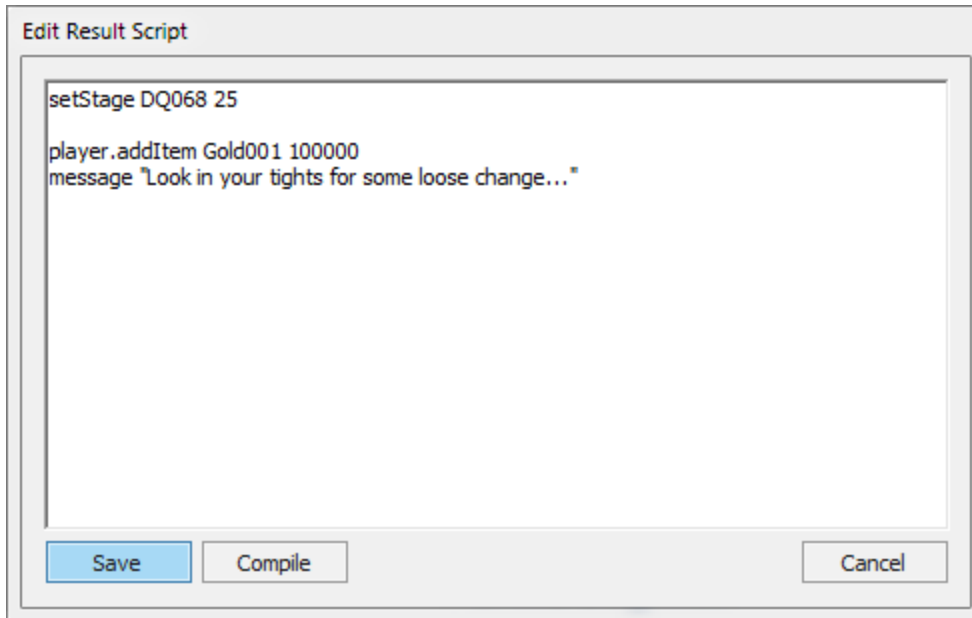 Edit Result Script
setStage DQ068 25
player.addItem Gold001 100000
message "Look in your tights for some loose change..."
Save
Compile
Cancel